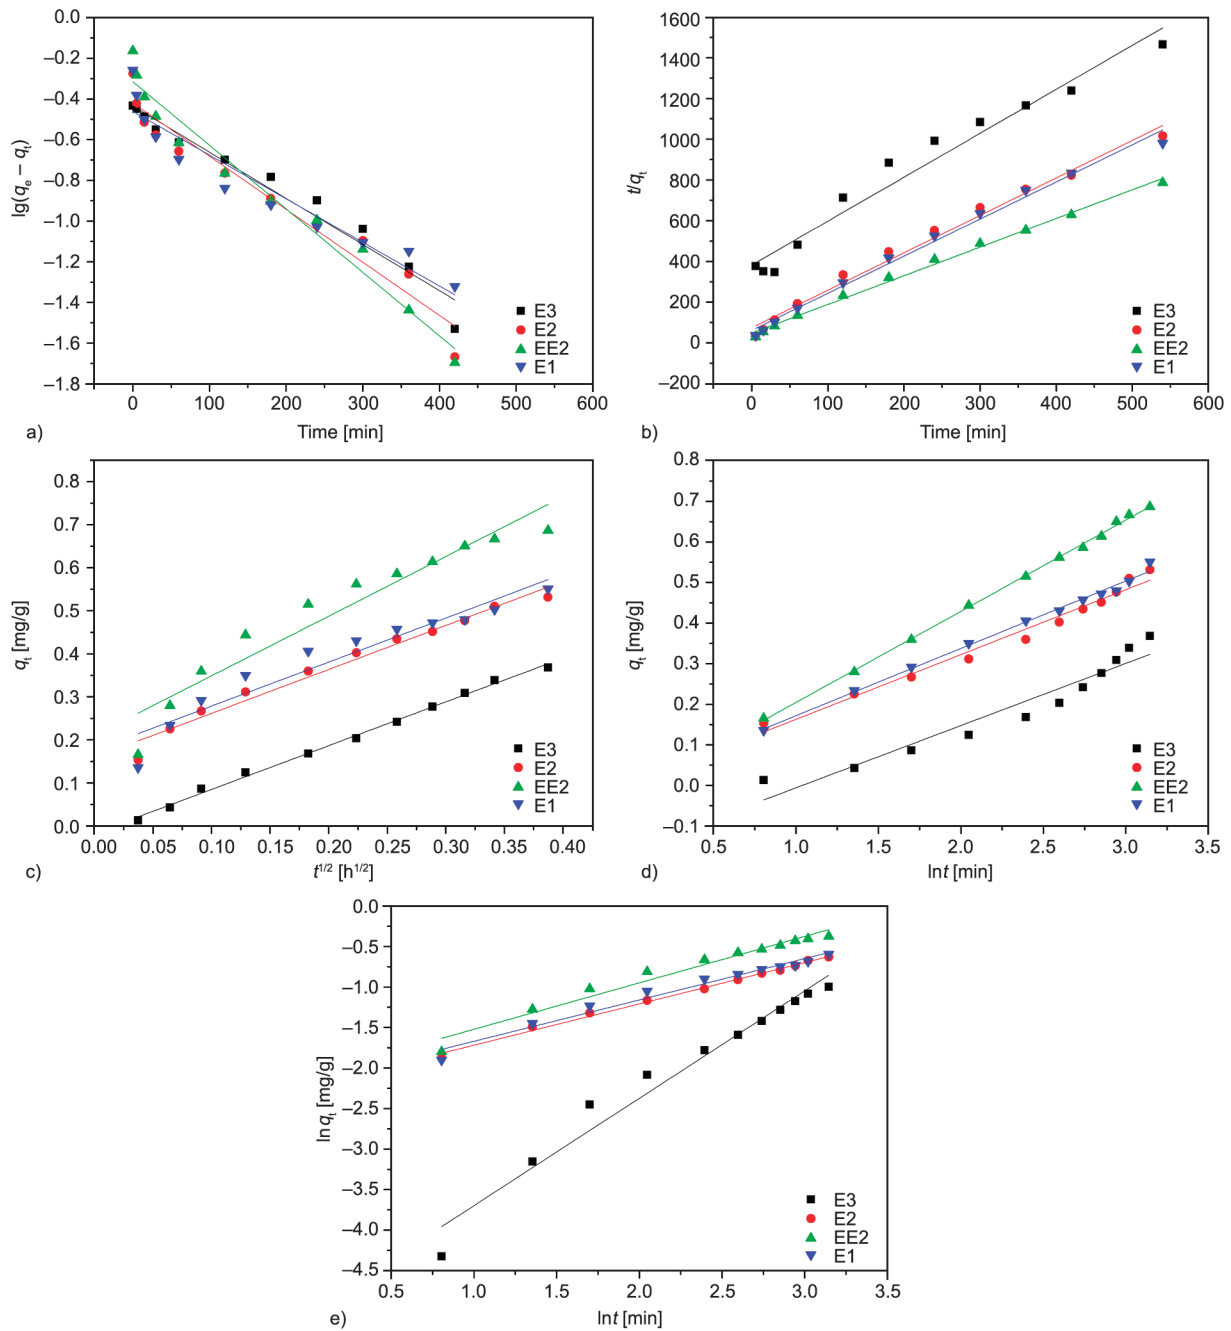 0.0
–0.2
–0.4
–0.6
–0.8
–1.0
–1.2
–1.4
–1.6
–1.8
lg(qe – qt)
0 100 200 300 400 500 600
Time [min]
E3
E2
EE2
E1
a)
1600
1400
1200
1000
800
600
400
200
0
–200
t/qt
0 100 200 300 400 500 600
Time [min]
E3
E2
EE2
E1
b)
0.8
0.7
0.6
0.5
0.4
0.3
0.2
0.1
0.0
qt [mg/g]
0.00 0.05 0.10 0.15 0.20 0.25 0.30 0.35 0.40
t1/2 [h1/2]
E3
E2
EE2
E1
c)
0.8
0.7
0.6
0.5
0.4
0.3
0.2
0.1
0.0
–0.1
qt [mg/g]
0.5 1.0 1.5 2.0 2.5 3.0 3.5
lnt [min]
E3
E2
EE2
E1
d)
0.0
–0.5
–1.0
–1.5
–2.0
–2.5
–3.0
–3.5
–4.0
–4.5
lnqt [mg/g]
0.5 1.0 1.5 2.0 2.5 3.0 3.5
lnt [min]
E3
E2
EE2
E1
e)